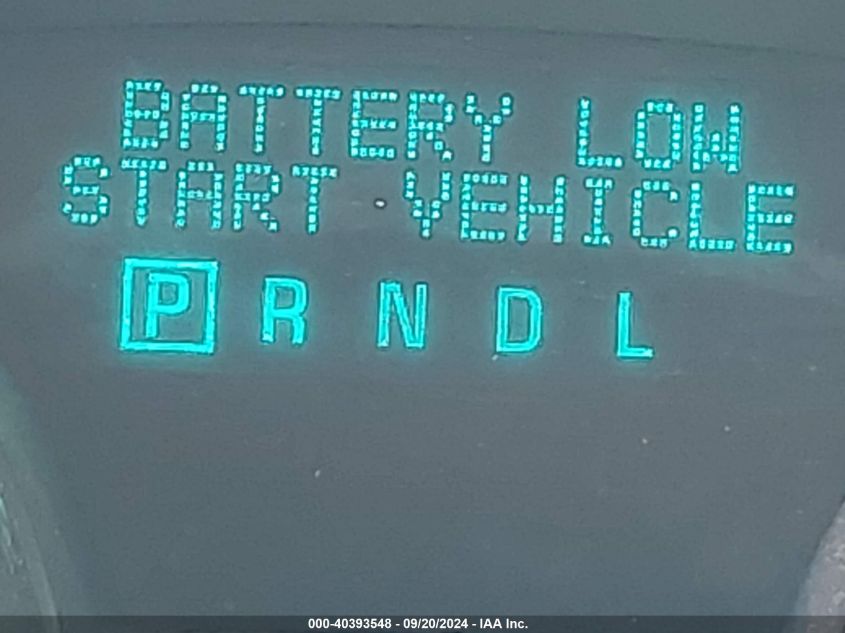 BATTERY LOW
START VEHICLE
P R N D L
000-40393548 - 09/20/2024 - IAA Inc.